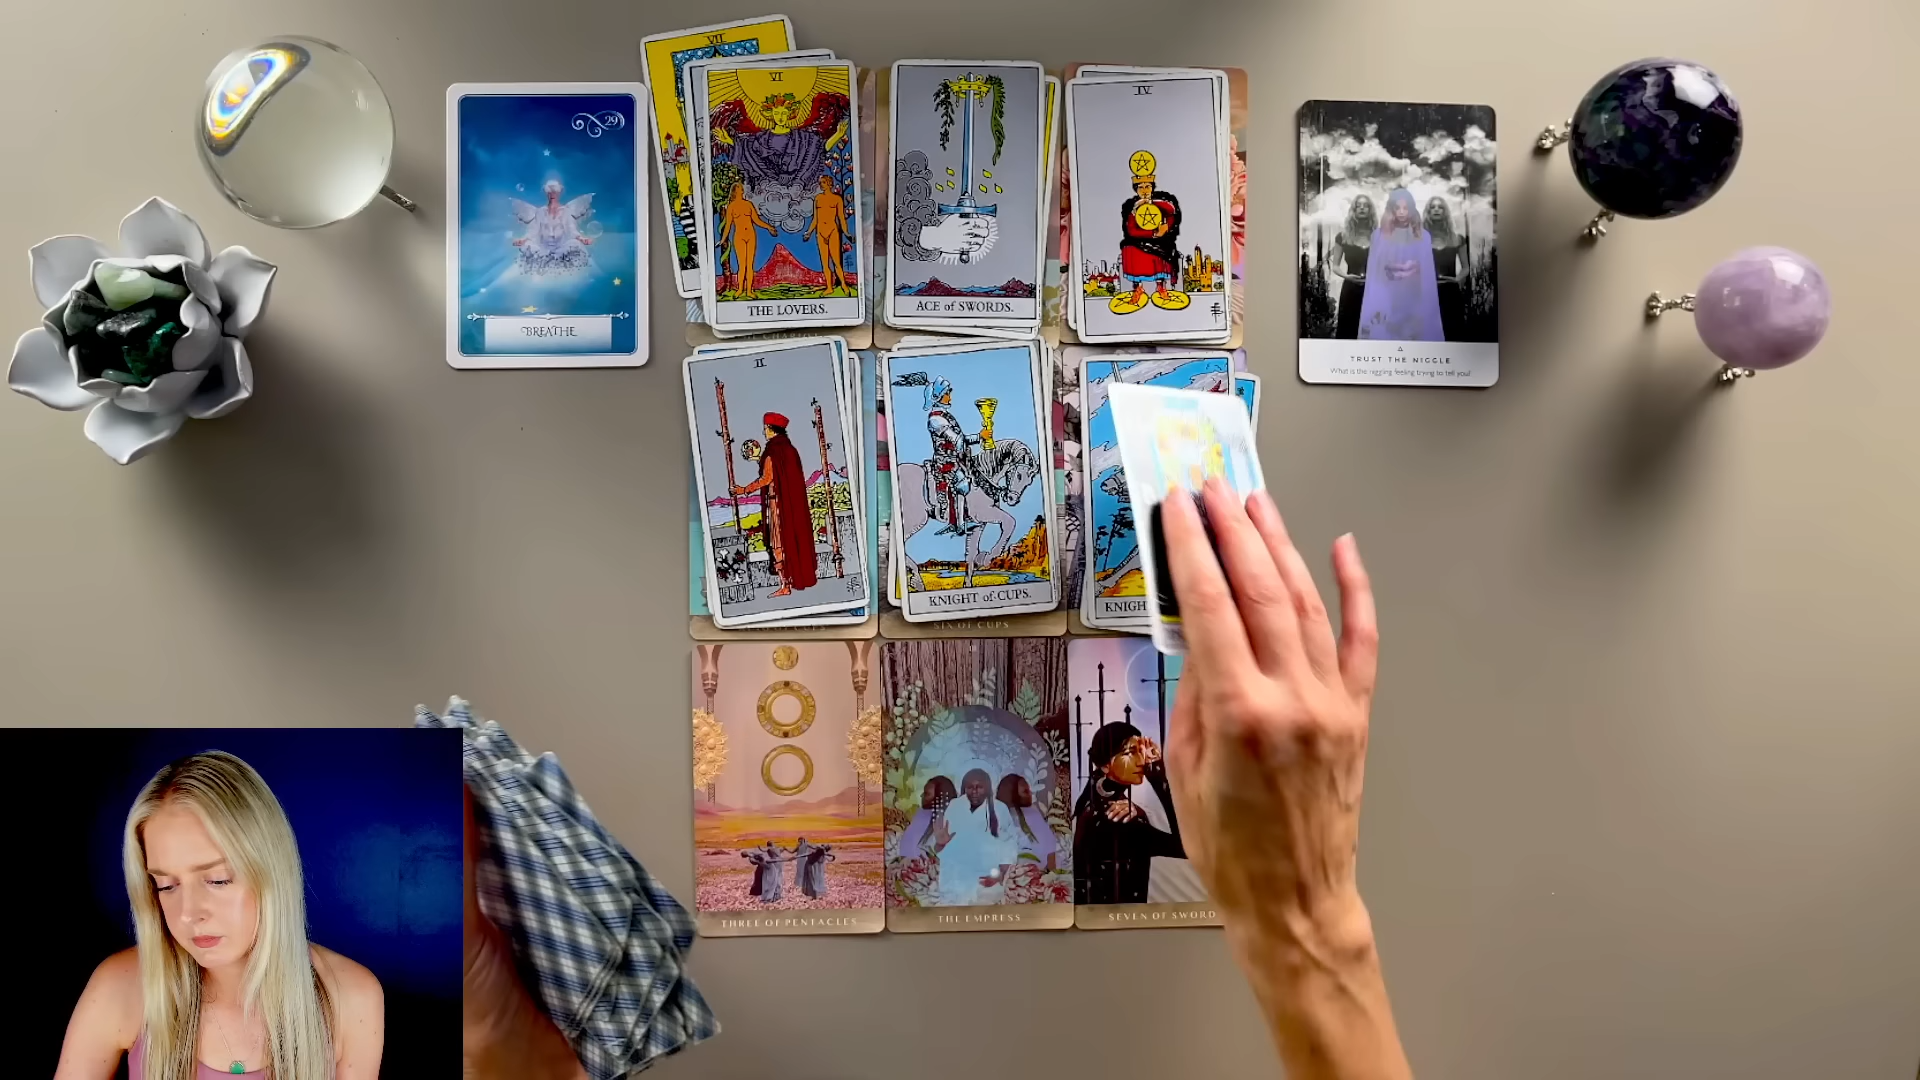 29
BREATHE
VII
VI
THE LOVERS.
ACE of SWORDS.
IV
TRUST THE NIGGLE
What is the niggling feeling trying to tell you?
II
KNIGHT of CUPS.
KNIGH
SIX OF CUPS
THREE OF PENTACLES
THE EMPRESS
SEVEN OF SWORD